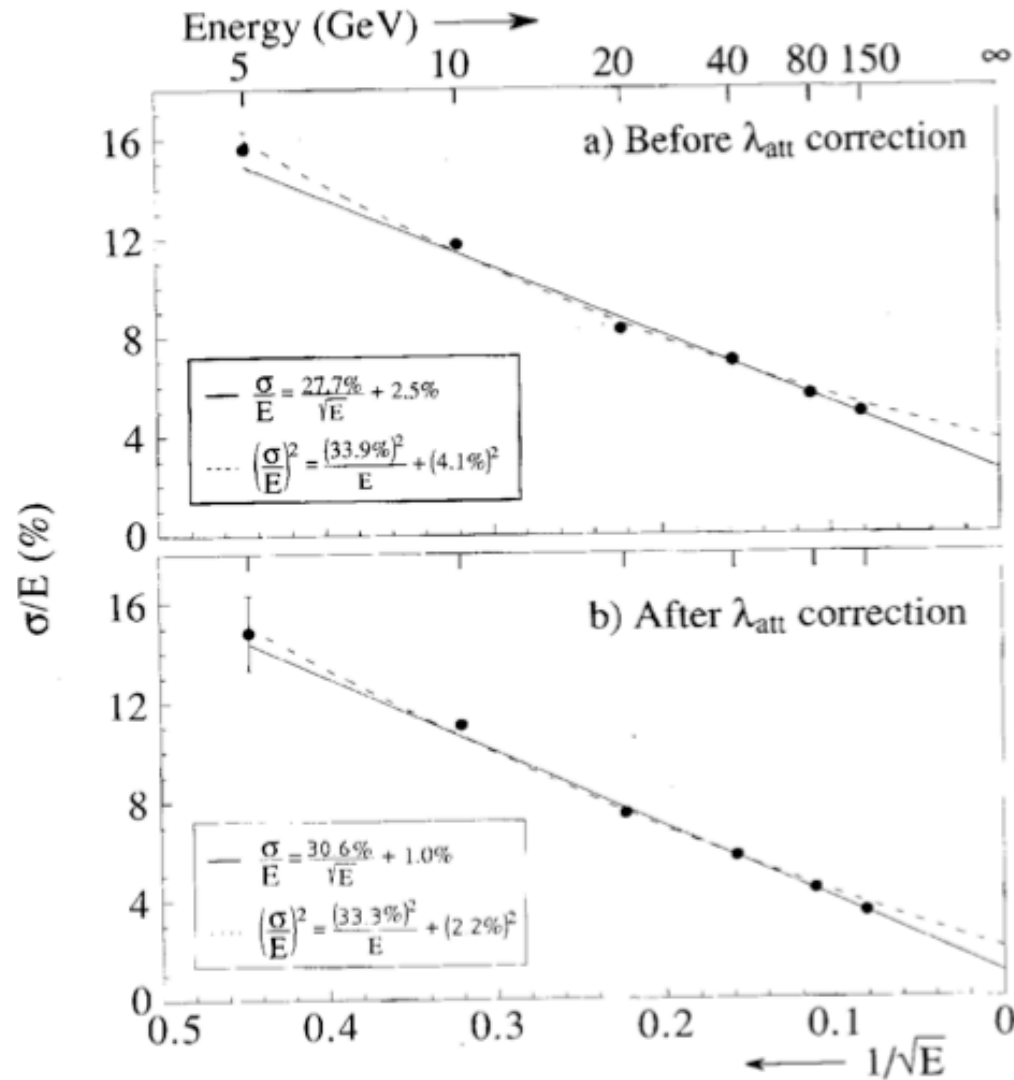 Energy (GeV) →
5 10 20 40 80 150 ∞
a) Before λatt correction
16
12
8
4
0
σ/E = 27.7%/√E + 2.5%
(σ/E)² = (33.9%)²/E + (4.1%)²
σ/E (%)
b) After λatt correction
16
12
8
4
0
σ/E = 30.6%/√E + 1.0%
(σ/E)² = (33.3%)²/E + (2.2%)²
0.5 0.4 0.3 0.2 0.1 0
← 1/√E